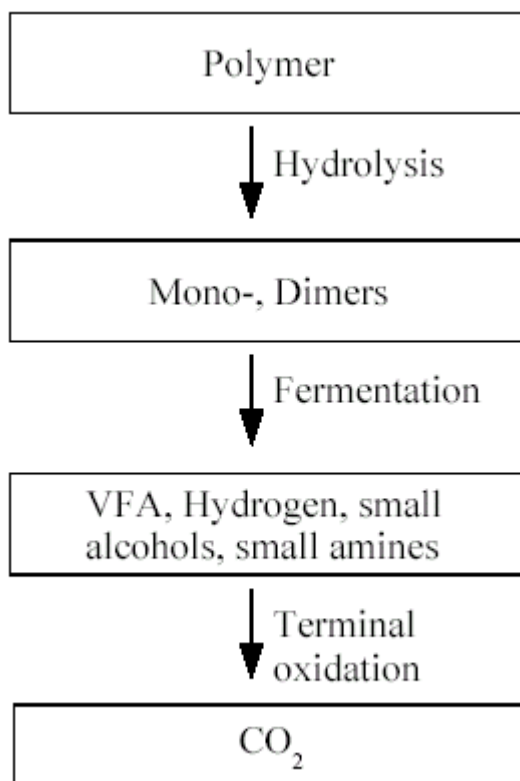 Polymer
Hydrolysis
Mono-, Dimers
Fermentation
VFA, Hydrogen, small
alcohols, small amines
Terminal
oxidation
CO₂